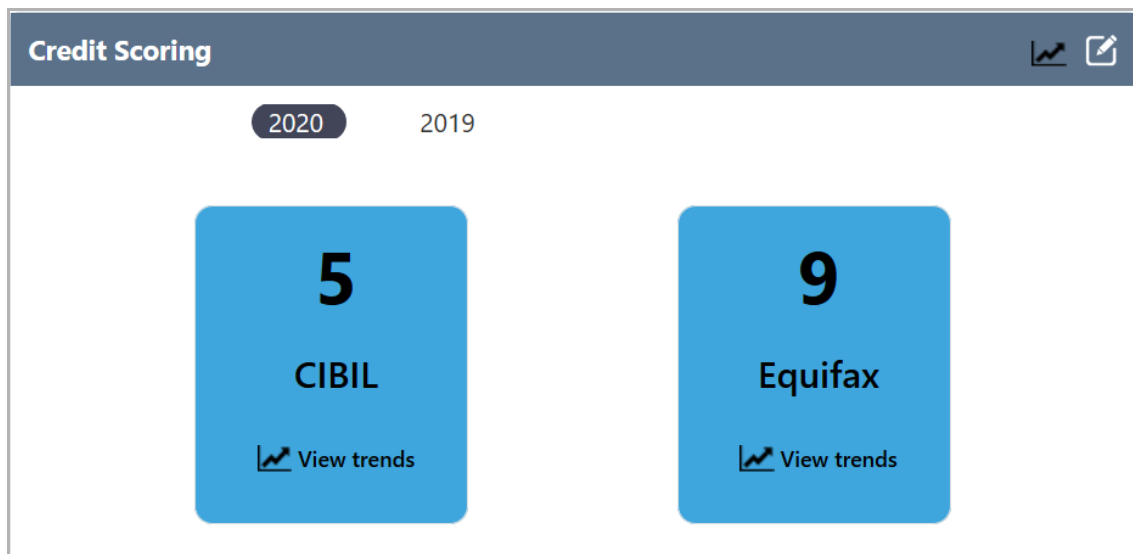 Credit Scoring
2020 2019
5 9
CIBIL Equifax
View trends View trends